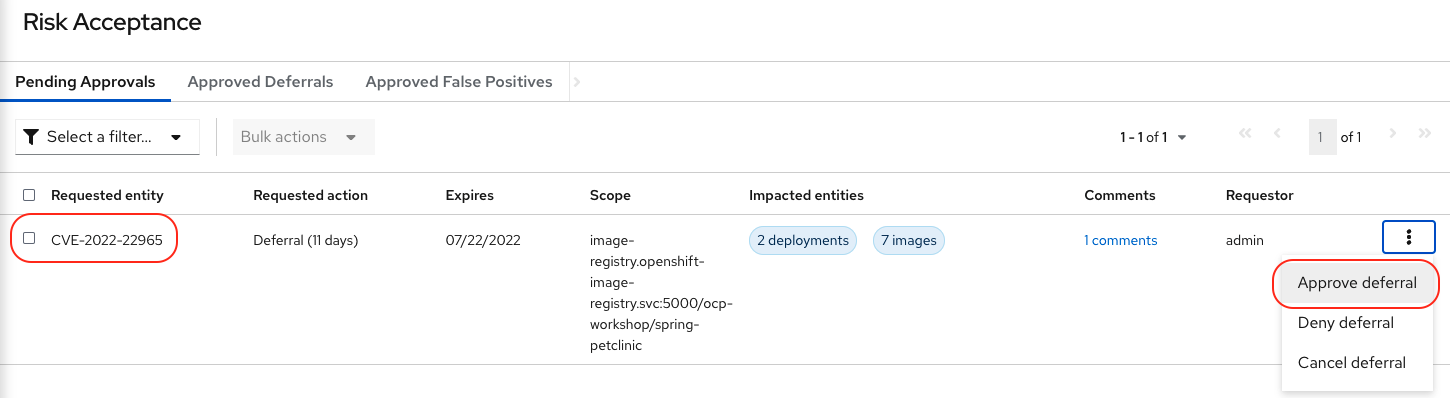 Risk Acceptance
Pending Approvals Approved Deferrals Approved False Positives
Select a filter... Bulk actions 1 - 1 of 1 1 of 1
Requested entity Requested action Expires Scope Impacted entities Comments Requestor
CVE-2022-22965 Deferral (11 days) 07/22/2022 image- 2 deployments 7 images 1 comments admin
registry.openshift-
image-
registry.svc:5000/ocp-
workshop/spring-
petclinic
Approve deferral
Deny deferral
Cancel deferral